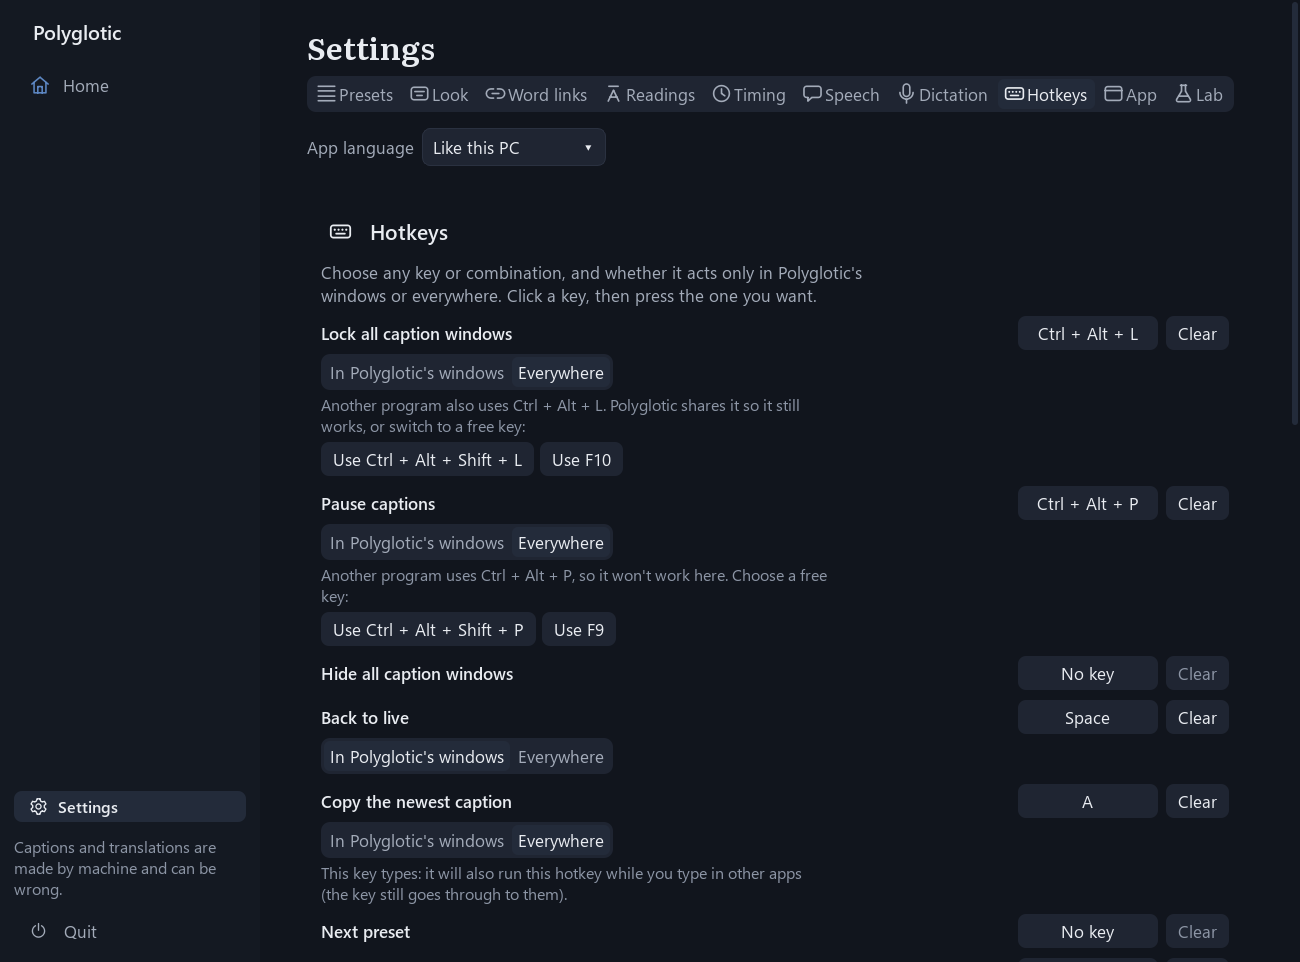 Polyglotic
Home
Settings
Presets Look Word links Readings Timing Speech Dictation Hotkeys App Lab
App language Like this PC
Hotkeys
Choose any key or combination, and whether it acts only in Polyglotic's
windows or everywhere. Click a key, then press the one you want.
Lock all caption windows Ctrl + Alt + L Clear
In Polyglotic's windows Everywhere
Another program also uses Ctrl + Alt + L. Polyglotic shares it so it still
works, or switch to a free key:
Use Ctrl + Alt + Shift + L Use F10
Pause captions Ctrl + Alt + P Clear
In Polyglotic's windows Everywhere
Another program uses Ctrl + Alt + P, so it won't work here. Choose a free
key:
Use Ctrl + Alt + Shift + P Use F9
Hide all caption windows No key Clear
Back to live Space Clear
In Polyglotic's windows Everywhere
Copy the newest caption A Clear
In Polyglotic's windows Everywhere
This key types: it will also run this hotkey while you type in other apps
(the key still goes through to them).
Next preset No key Clear
Settings
Captions and translations are
made by machine and can be
wrong.
Quit